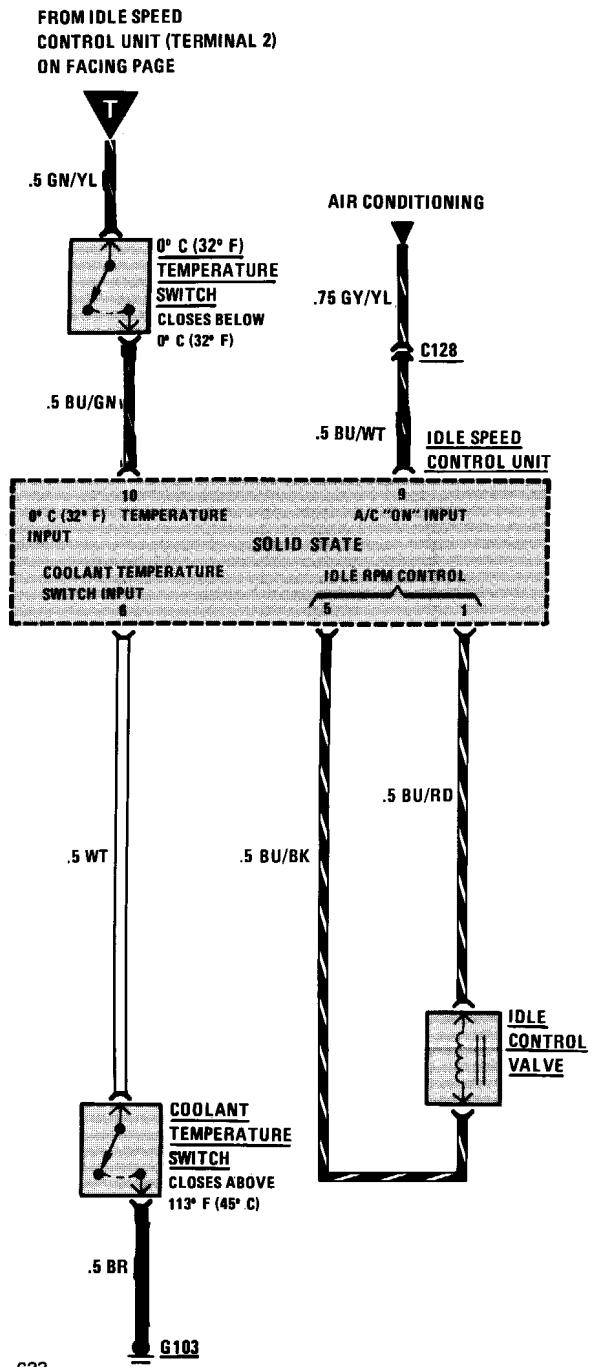 FROM IDLE SPEED
CONTROL UNIT (TERMINAL 2)
ON FACING PAGE
T
.5 GN/YL
AIR CONDITIONING
0° C (32° F)
TEMPERATURE
SWITCH
CLOSES BELOW
0° C (32° F)
.75 GY/YL
C128
.5 BU/GN
.5 BU/WT
IDLE SPEED
CONTROL UNIT
10
9
0° C (32° F) TEMPERATURE
INPUT
A/C "ON" INPUT
SOLID STATE
COOLANT TEMPERATURE
SWITCH INPUT
IDLE RPM CONTROL
6
5
1
.5 BU/RD
.5 WT
.5 BU/BK
IDLE
CONTROL
VALVE
COOLANT
TEMPERATURE
SWITCH
CLOSES ABOVE
113° F (45° C)
.5 BR
G103